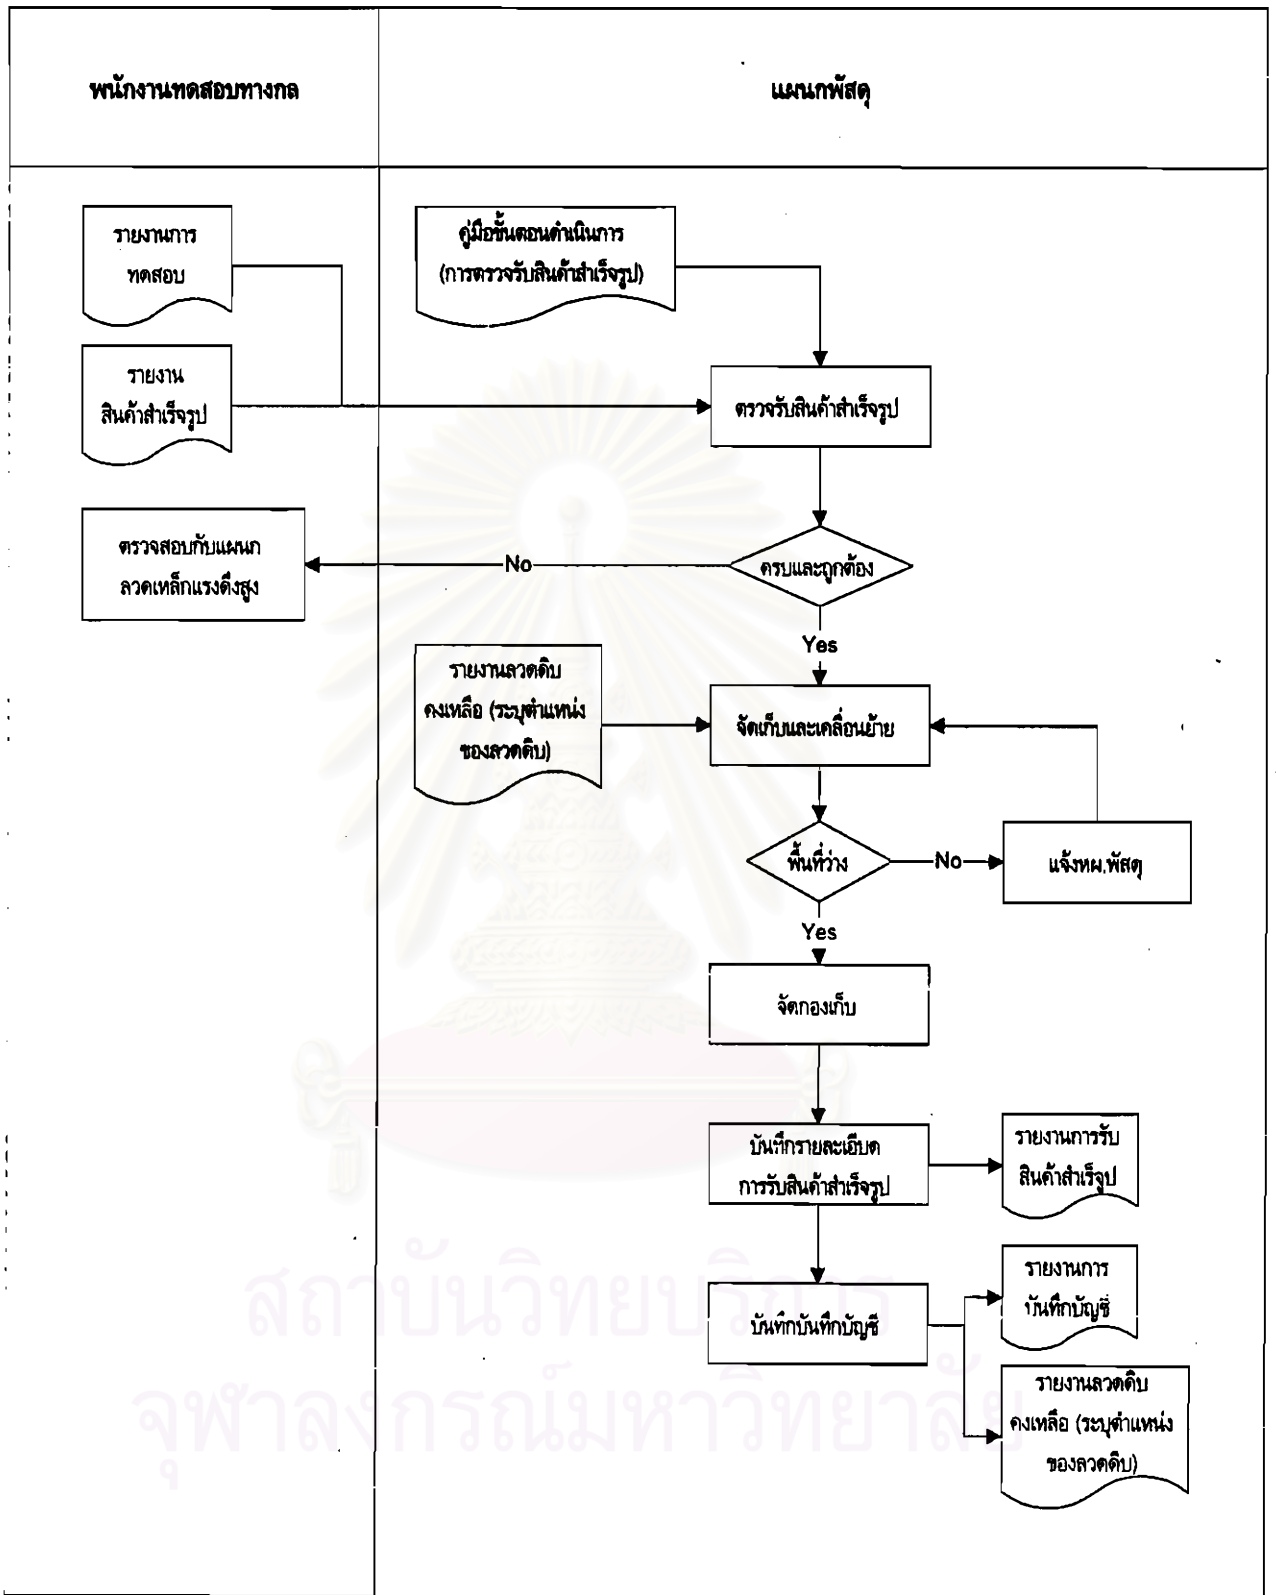 พนักงานทดสอบทางกล
แผนกพัสดุ
รายงานการ
ทดสอบ
คู่มือขั้นตอนดำเนินการ
(การตรวจรับสินค้าสำเร็จรูป)
รายงาน
สินค้าสำเร็จรูป
ตรวจรับสินค้าสำเร็จรูป
ตรวจสอบกับแผนก
ลวดเหล็กแรงดึงสูง
No
ครบและถูกต้อง
Yes
รายงานลวดดิบ
คงเหลือ (ระบุตำแหน่ง
ของลวดดิบ)
จัดเก็บและเคลื่อนย้าย
พื้นที่ว่าง
No
แจ้งหผ.พัสดุ
Yes
จัดกองเก็บ
บันทึกรายละเอียด
การรับสินค้าสำเร็จรูป
รายงานการรับ
สินค้าสำเร็จูป
บันทึกบันทึกบัญชี
รายงานการ
บันทึกบัญชี
รายงานลวดดิบ
คงเหลือ (ระบุตำแหน่ง
ของลวดดิบ)
สถาบันวิทยบริการ
จุฬาลงกรณ์มหาวิทยาลัย